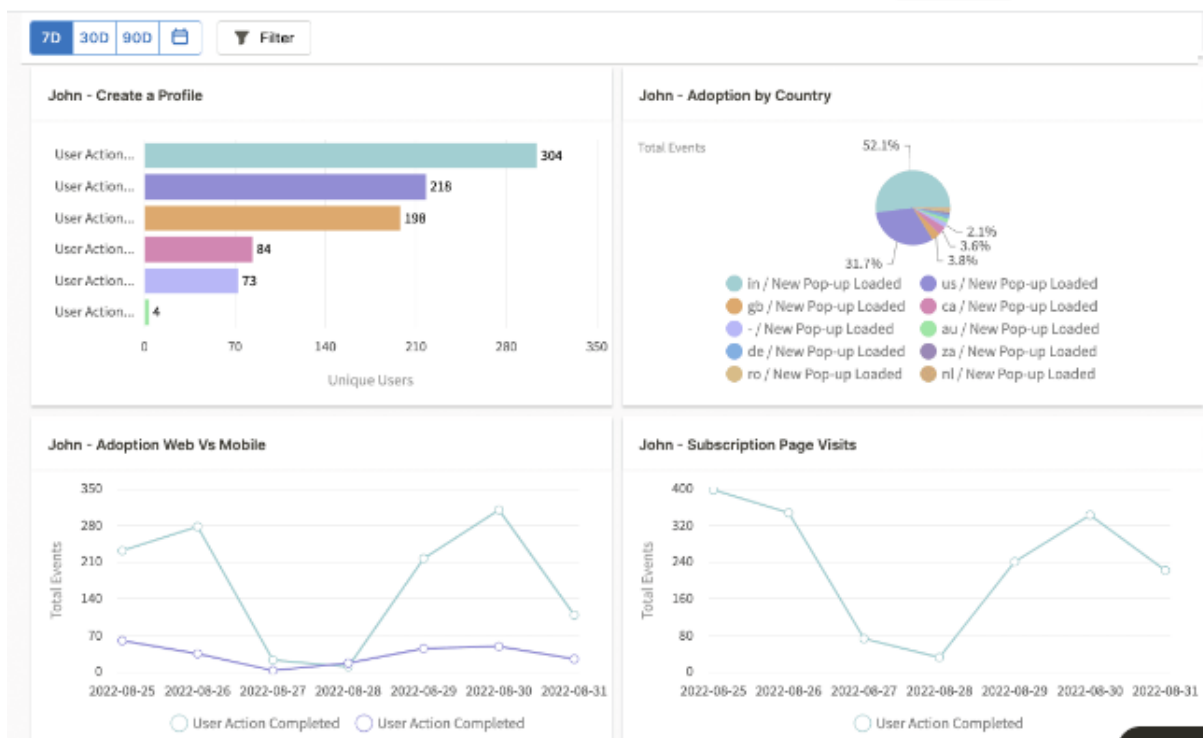 7D 30D 90D Filter
John - Create a Profile
User Action... 304
User Action... 218
User Action... 198
User Action... 84
User Action... 73
User Action... 4
0 70 140 210 280 350
Unique Users
John - Adoption by Country
Total Events
52.1%
2.1%
3.6%
3.8%
31.7%
in / New Pop-up Loaded us / New Pop-up Loaded
gb / New Pop-up Loaded ca / New Pop-up Loaded
- / New Pop-up Loaded au / New Pop-up Loaded
de / New Pop-up Loaded za / New Pop-up Loaded
ro / New Pop-up Loaded nl / New Pop-up Loaded
John - Adoption Web Vs Mobile
350
280
210
140
70
0
Total Events
2022-08-25 2022-08-26 2022-08-27 2022-08-28 2022-08-29 2022-08-30 2022-08-31
User Action Completed User Action Completed
John - Subscription Page Visits
400
320
240
160
80
0
Total Events
2022-08-25 2022-08-26 2022-08-27 2022-08-28 2022-08-29 2022-08-30 2022-08-31
User Action Completed